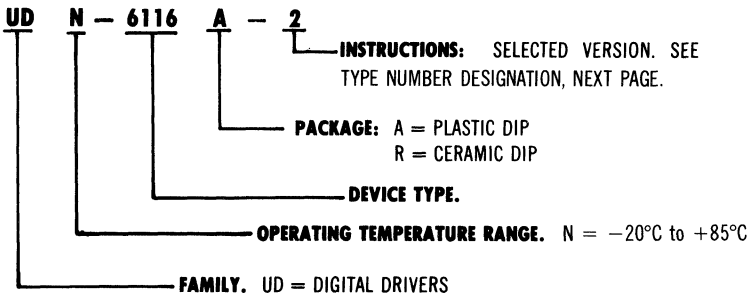 UD N – 6116 A – 2
INSTRUCTIONS: SELECTED VERSION. SEE
TYPE NUMBER DESIGNATION, NEXT PAGE.
PACKAGE: A = PLASTIC DIP
R = CERAMIC DIP
DEVICE TYPE.
OPERATING TEMPERATURE RANGE. N = −20°C to +85°C
FAMILY. UD = DIGITAL DRIVERS